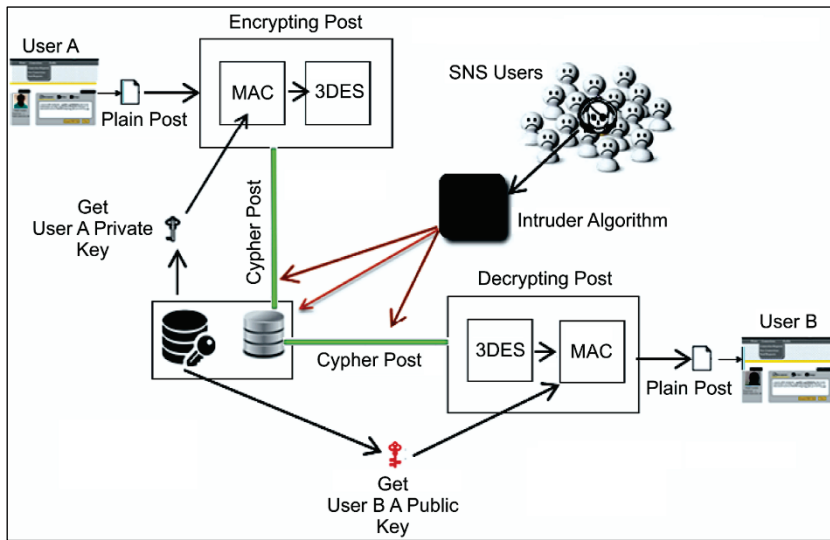 Encrypting Post
User A
SNS Users
MAC
3DES
Plain Post
Get
User A Private
Key
Cypher Post
Intruder Algorithm
Decrypting Post
User B
3DES
MAC
Cypher Post
Plain Post
Get
User B A Public
Key